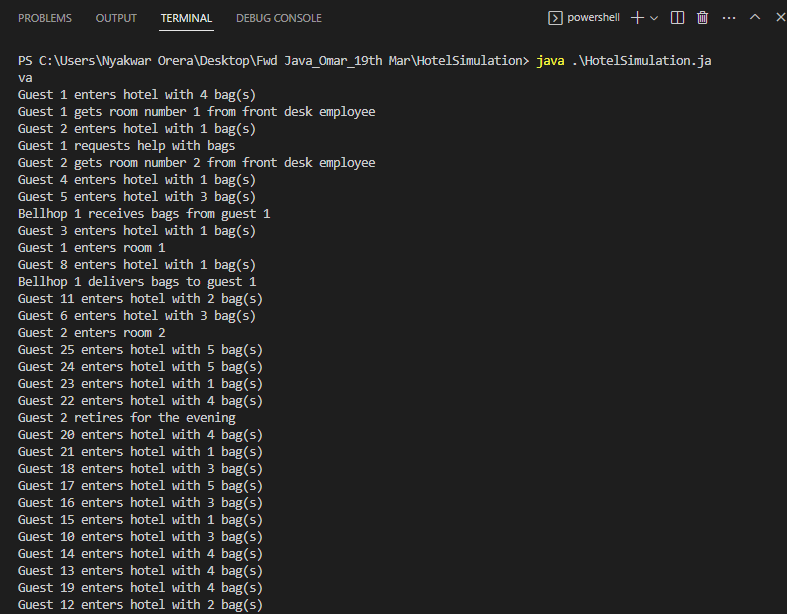 PROBLEMS OUTPUT TERMINAL DEBUG CONSOLE powershell
PS C:\Users\Nyakwar Orera\Desktop\Fwd Java_Omar_19th Mar\HotelSimulation> java .\HotelSimulation.ja
va
Guest 1 enters hotel with 4 bag(s)
Guest 1 gets room number 1 from front desk employee
Guest 2 enters hotel with 1 bag(s)
Guest 1 requests help with bags
Guest 2 gets room number 2 from front desk employee
Guest 4 enters hotel with 1 bag(s)
Guest 5 enters hotel with 3 bag(s)
Bellhop 1 receives bags from guest 1
Guest 3 enters hotel with 1 bag(s)
Guest 1 enters room 1
Guest 8 enters hotel with 1 bag(s)
Bellhop 1 delivers bags to guest 1
Guest 11 enters hotel with 2 bag(s)
Guest 6 enters hotel with 3 bag(s)
Guest 2 enters room 2
Guest 25 enters hotel with 5 bag(s)
Guest 24 enters hotel with 5 bag(s)
Guest 23 enters hotel with 1 bag(s)
Guest 22 enters hotel with 4 bag(s)
Guest 2 retires for the evening
Guest 20 enters hotel with 4 bag(s)
Guest 21 enters hotel with 1 bag(s)
Guest 18 enters hotel with 3 bag(s)
Guest 17 enters hotel with 5 bag(s)
Guest 16 enters hotel with 3 bag(s)
Guest 15 enters hotel with 1 bag(s)
Guest 10 enters hotel with 3 bag(s)
Guest 14 enters hotel with 4 bag(s)
Guest 13 enters hotel with 4 bag(s)
Guest 19 enters hotel with 4 bag(s)
Guest 12 enters hotel with 2 bag(s)